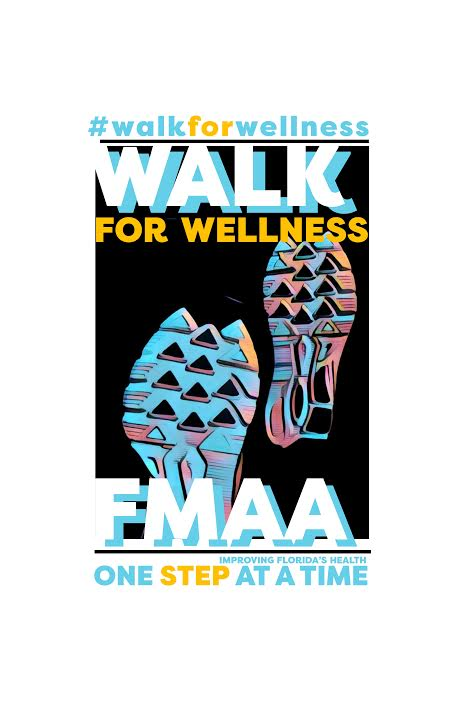 #walkforwellness
WALK
FOR WELLNESS
FMAA
IMPROVING FLORIDA'S HEALTH
ONE STEP AT A TIME